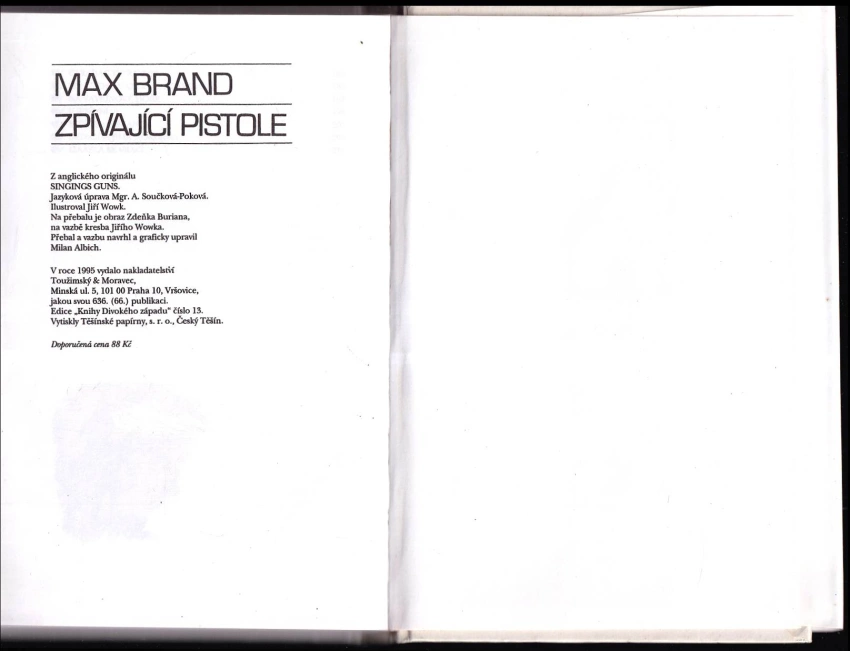 MAX BRAND
ZPÍVAJÍCÍ PISTOLE
Z anglického originálu
SINGINGS GUNS.
Jazyková úprava Mgr. A. Součková-Poková.
Ilustroval Jiří Wowk.
Na přebalu je obraz Zdeňka Buriana,
na vazbě kresba Jiřího Wowka.
Přebal a vazbu navrhl a graficky upravil
Milan Albich.
V roce 1995 vydalo nakladatelství
Toužimský & Moravec,
Minská ul. 5, 101 00 Praha 10, Vršovice,
jakou svou 636. (66.) publikaci.
Edice „Knihy Divokého západu" číslo 13.
Vytiskly Těšínské papírny, s. r. o., Český Těšín.
Doporučená cena 88 Kč